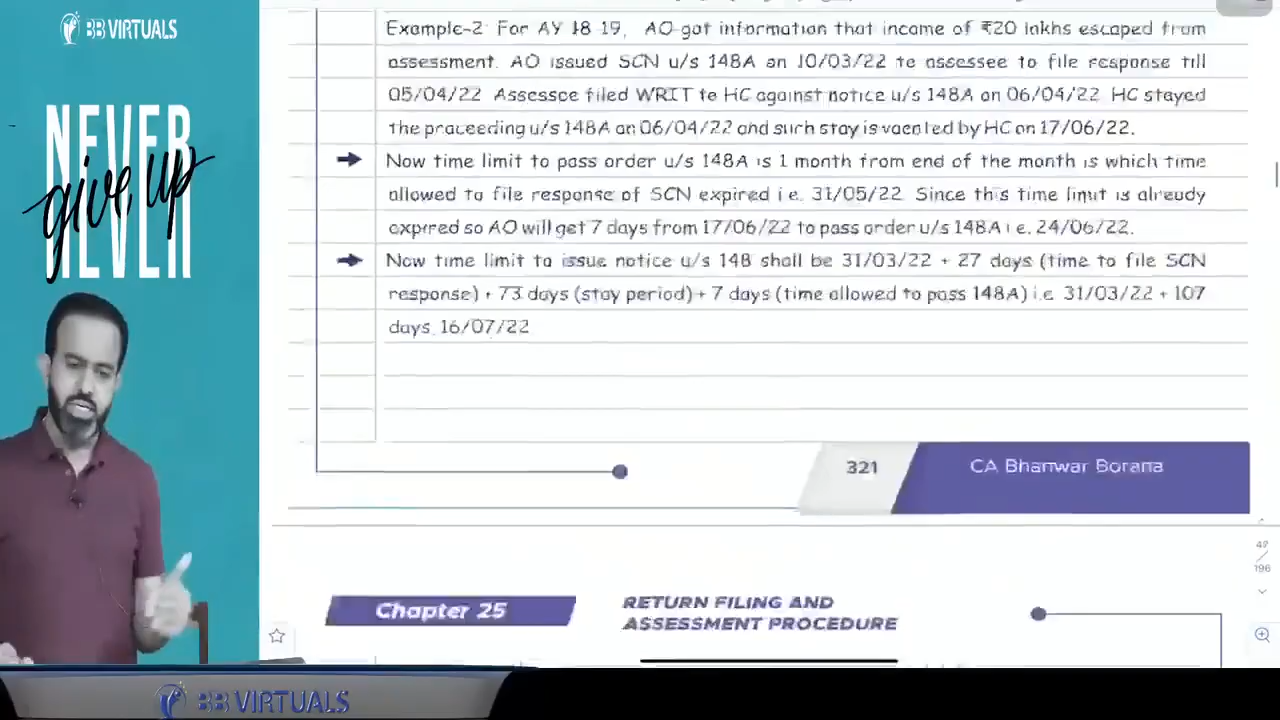 BB VIRTUALS
NEVER
give up
NEVER
Example-2: For AY 18-19, AO got information that income of ₹20 lakhs escaped from
assessment. AO issued SCN u/s 148A on 10/03/22 to assessee to file response till
05/04/22. Assessee filed WRIT to HC against notice u/s 148A on 06/04/22. HC stayed
the proceeding u/s 148A on 06/04/22 and such stay is vacated by HC on 17/06/22.
Now time limit to pass order u/s 148A is 1 month from end of the month is which time
allowed to file response of SCN expired i.e. 31/05/22. Since this time limit is already
expired so AO will get 7 days from 17/06/22 to pass order u/s 148A i.e. 24/06/22.
Now time limit to issue notice u/s 148 shall be 31/03/22 + 27 days (time to file SCN
response) + 73 days (stay period) + 7 days (time allowed to pass 148A) i.e. 31/03/22 + 107
days. 16/07/22
321
CA Bhanwar Borana
Chapter 25
RETURN FILING AND
ASSESSMENT PROCEDURE
196
BB VIRTUALS